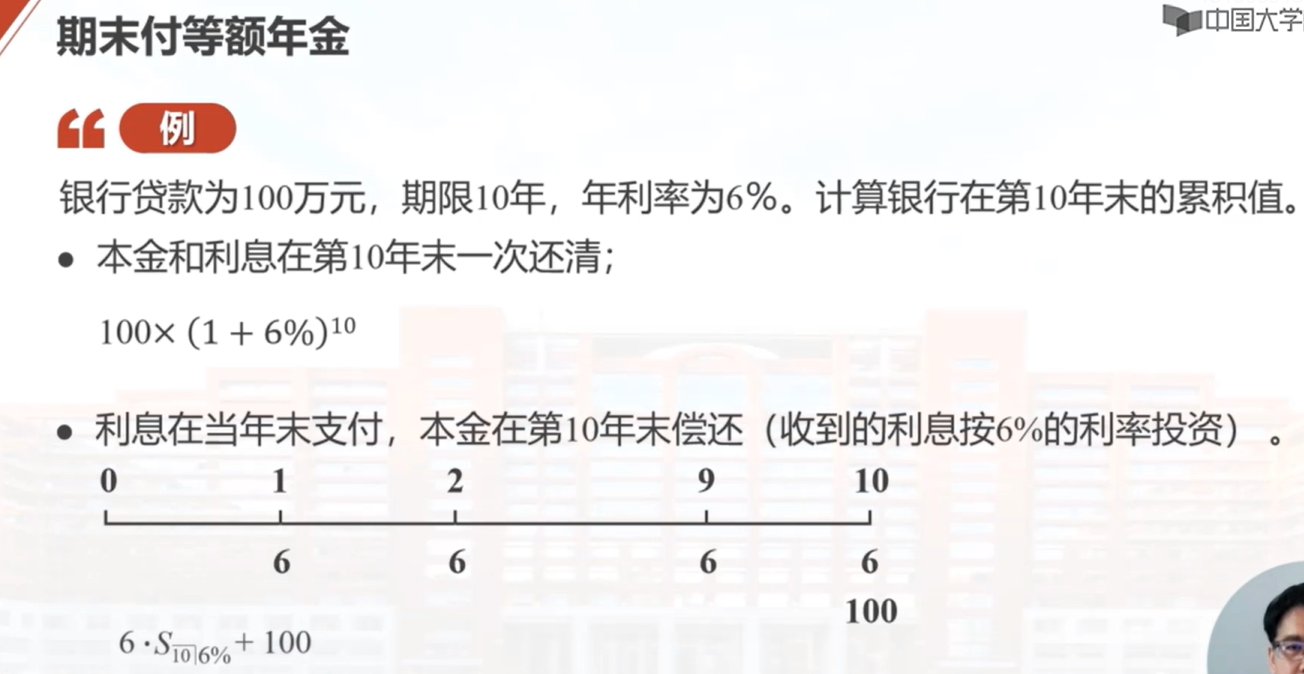 期末付等额年金
中国大学
例
银行贷款为100万元，期限10年，年利率为6%。计算银行在第10年末的累积值。
● 本金和利息在第10年末一次还清；
100× (1 + 6%)¹⁰
● 利息在当年末支付，本金在第10年末偿还（收到的利息按6%的利率投资）。
0 1 2 9 10
6 6 6 6
100
6 · S_{\overline{10}|6%} + 100